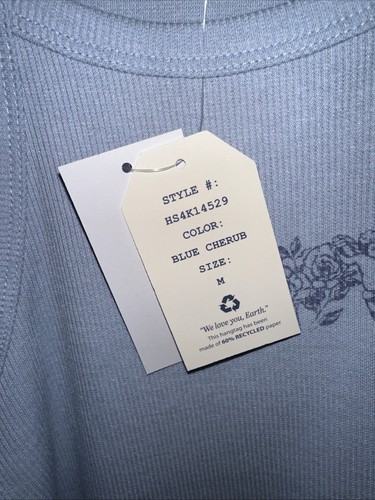 STYLE #:
HS4K14529
COLOR:
BLUE CHERUB
SIZE:
M
"We love you, Earth."
This hangtag has been
made of 60% RECYCLED paper